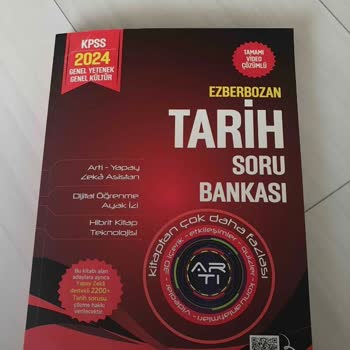 KPSS
2024
GENEL YETENEK
GENEL KÜLTÜR
TAMAMI
VİDEO
ÇÖZÜMLÜ
EZBERBOZAN
TARİH
SORU
BANKASI
Artı - Yapay
Zekâ Asistan
Dijital Öğrenme
Ayak İzi
Hibrit Kitap
Teknolojisi
kitaptan çok daha fazlası
ARTI
Bu kitabı alan
adaylara ayrıca
Yapay Zekâ
destekli 2200+
Tarih sorusu
çözme hakkı
verilecektir.